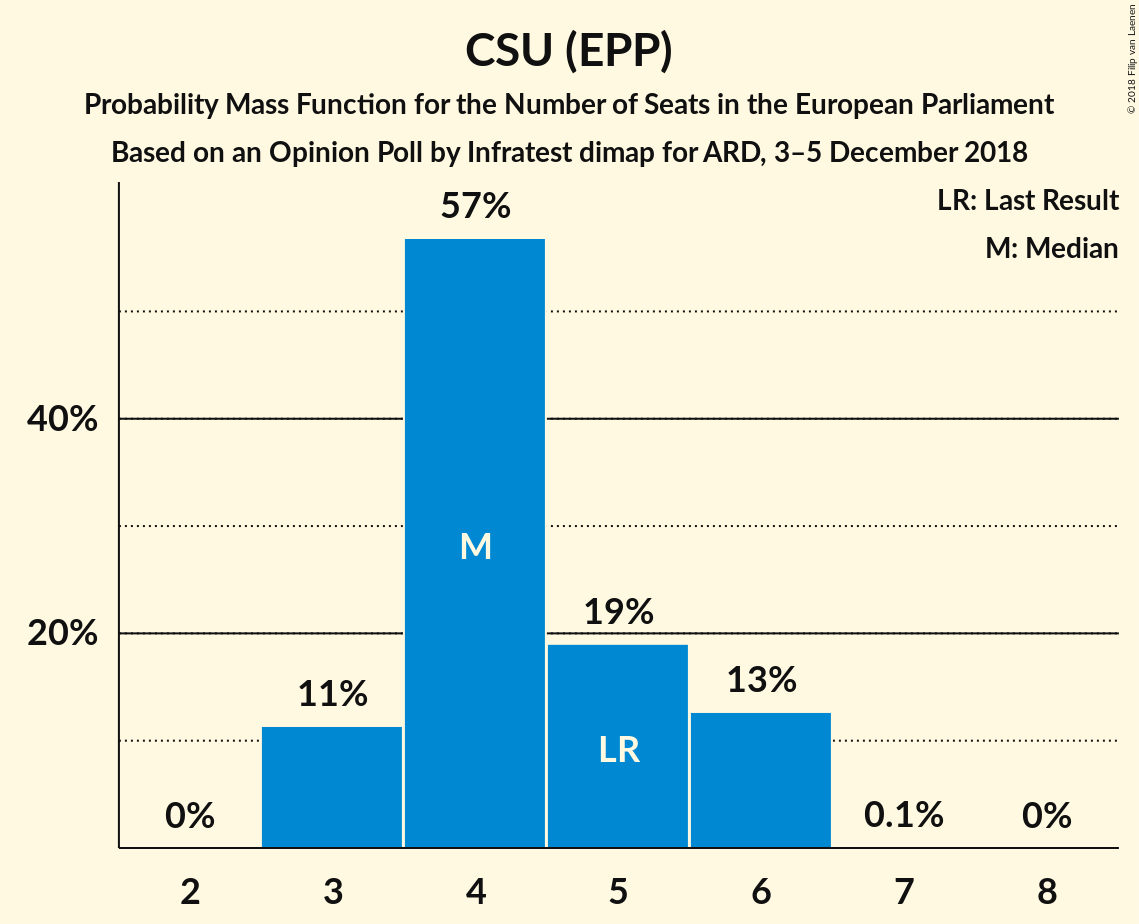 CSU (EPP)
Probability Mass Function for the Number of Seats in the European Parliament
Based on an Opinion Poll by Infratest dimap for ARD, 3–5 December 2018
© 2018 Filip van Laenen
LR: Last Result
M: Median
57%
40%
M
20%
19%
11%
13%
LR
0%
0.1%
0%
2 3 4 5 6 7 8